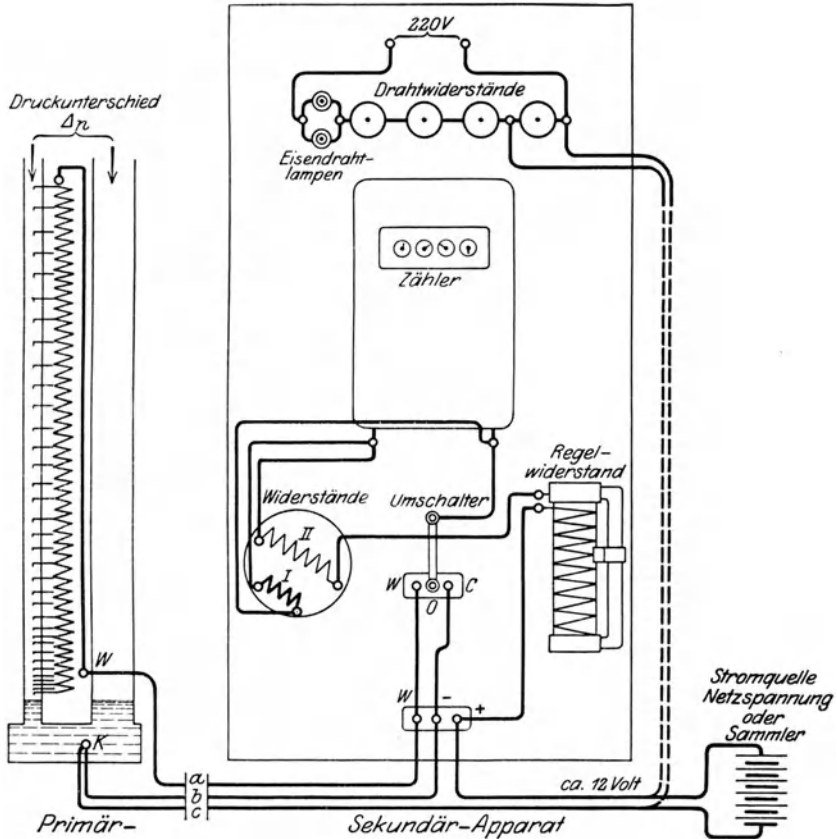 220V
Druckunterschied
Δn
Drahtwiderstände
Eisendraht-
lampen
Zähler
Regel-
widerstand
Widerstände
Umschalter
II
I
W
C
O
W
W
-
+
Stromquelle
Netzspannung
oder
Sammler
K
a
b
c
ca. 12 Volt
Primär-
Sekundär-Apparat